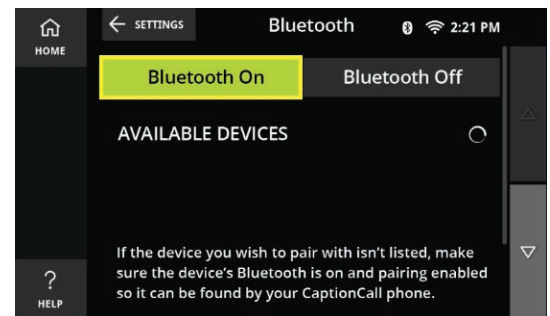 HOME
← SETTINGS
Bluetooth
2:21 PM
Bluetooth On
Bluetooth Off
AVAILABLE DEVICES
If the device you wish to pair with isn't listed, make
sure the device's Bluetooth is on and pairing enabled
so it can be found by your CaptionCall phone.
?
HELP